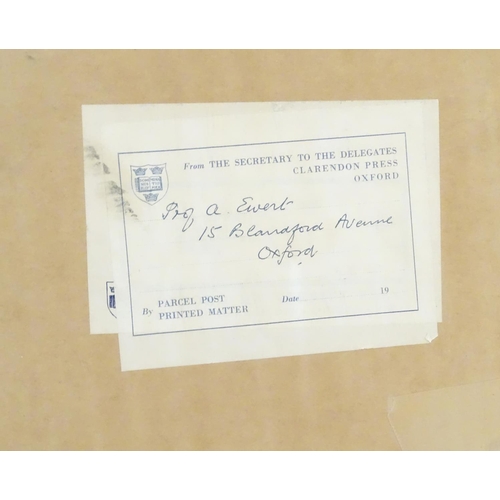 From THE SECRETARY TO THE DELEGATES
CLARENDON PRESS
OXFORD
Prof A Ewert
15 Blandford Avenue
Oxford
By PARCEL POST
PRINTED MATTER
Date 19